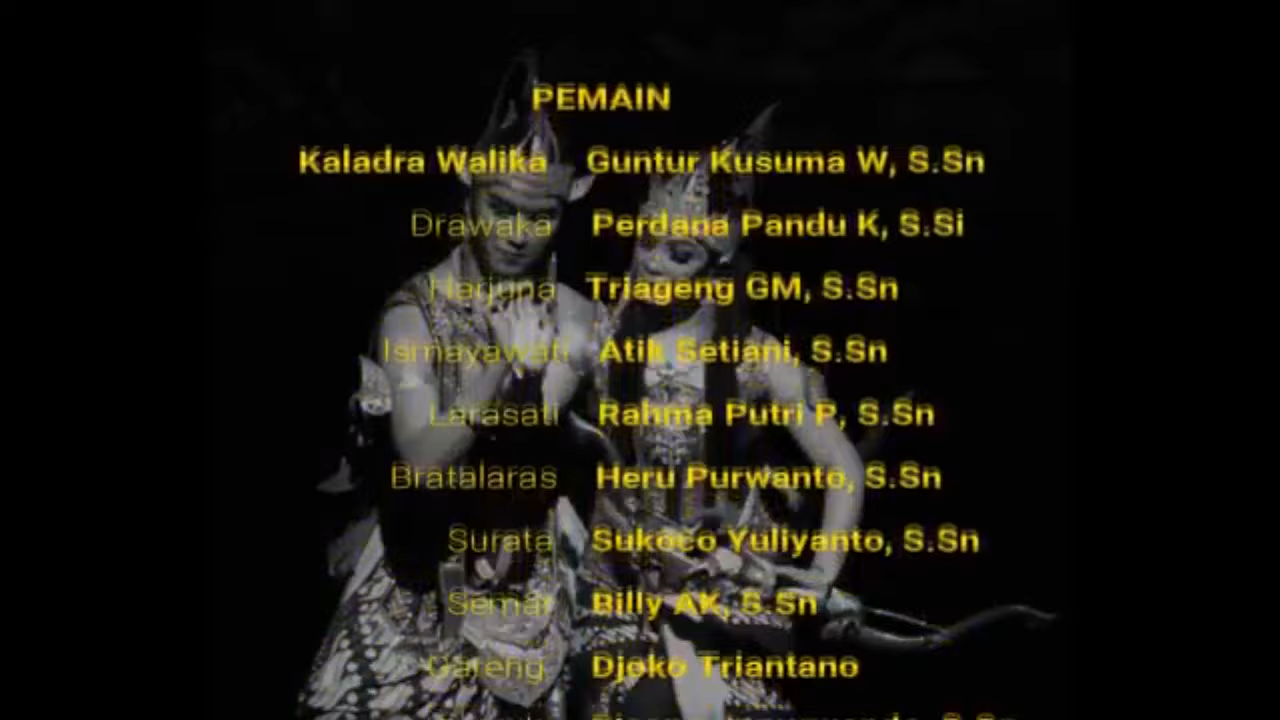 PEMAIN
Kaladra Walika Guntur Kusuma W, S.Sn
Drawaka Perdana Pandu K, S.Si
Harjuna Triageng GM, S.Sn
Ismayawati Atik Setiani, S.Sn
Larasati Rahma Putri P, S.Sn
Bratalaras Heru Purwanto, S.Sn
Surata Sukoco Yuliyanto, S.Sn
Semar Billy AK, S.Sn
Gareng Djoko Triantano